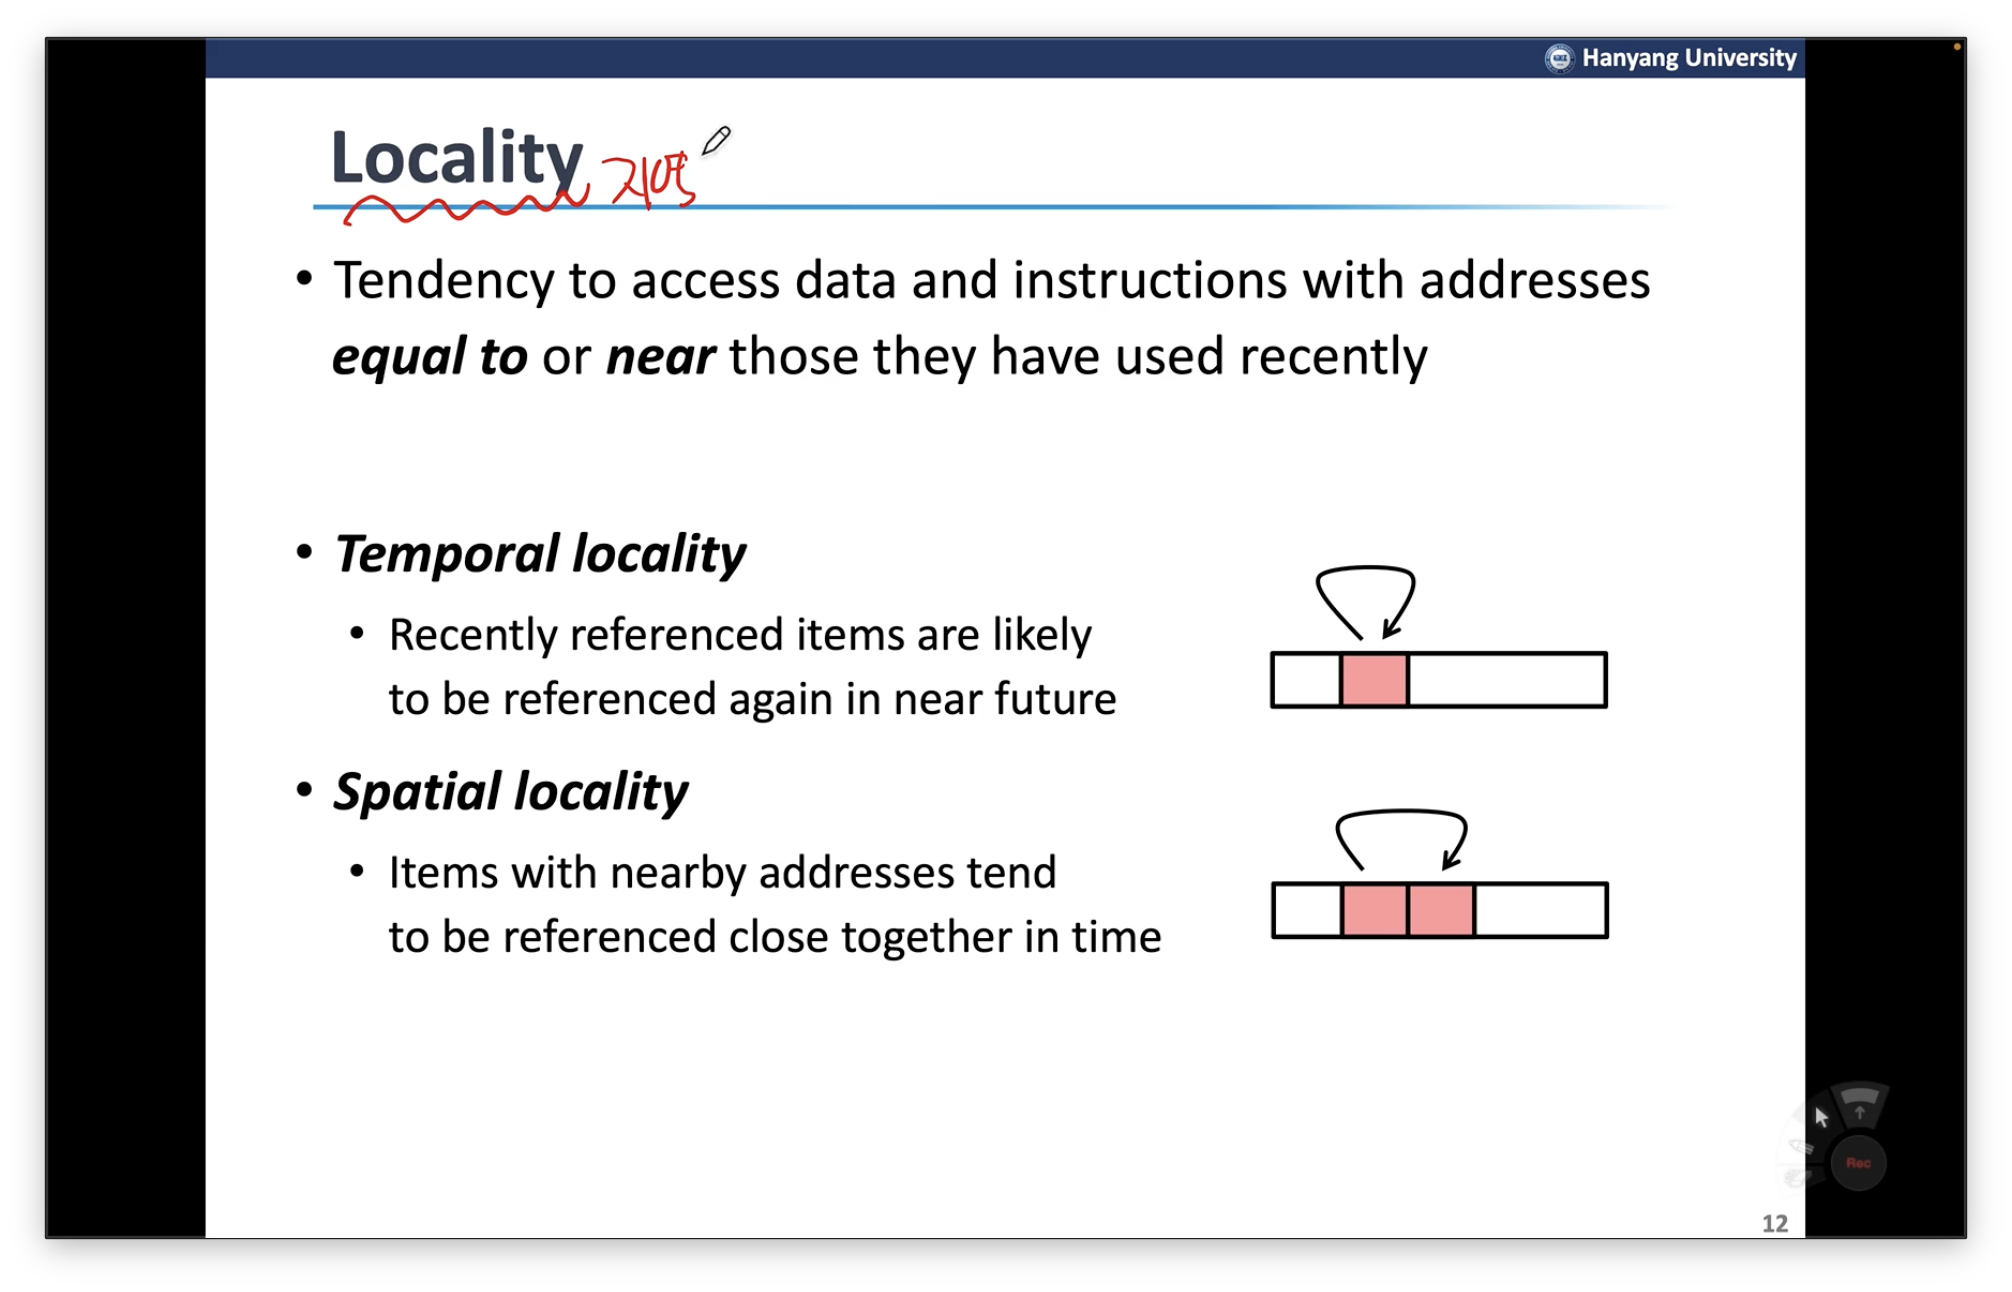 Hanyang University
Locality 지역
• Tendency to access data and instructions with addresses
equal to or near those they have used recently
• Temporal locality
• Recently referenced items are likely
to be referenced again in near future
• Spatial locality
• Items with nearby addresses tend
to be referenced close together in time
Rec
12